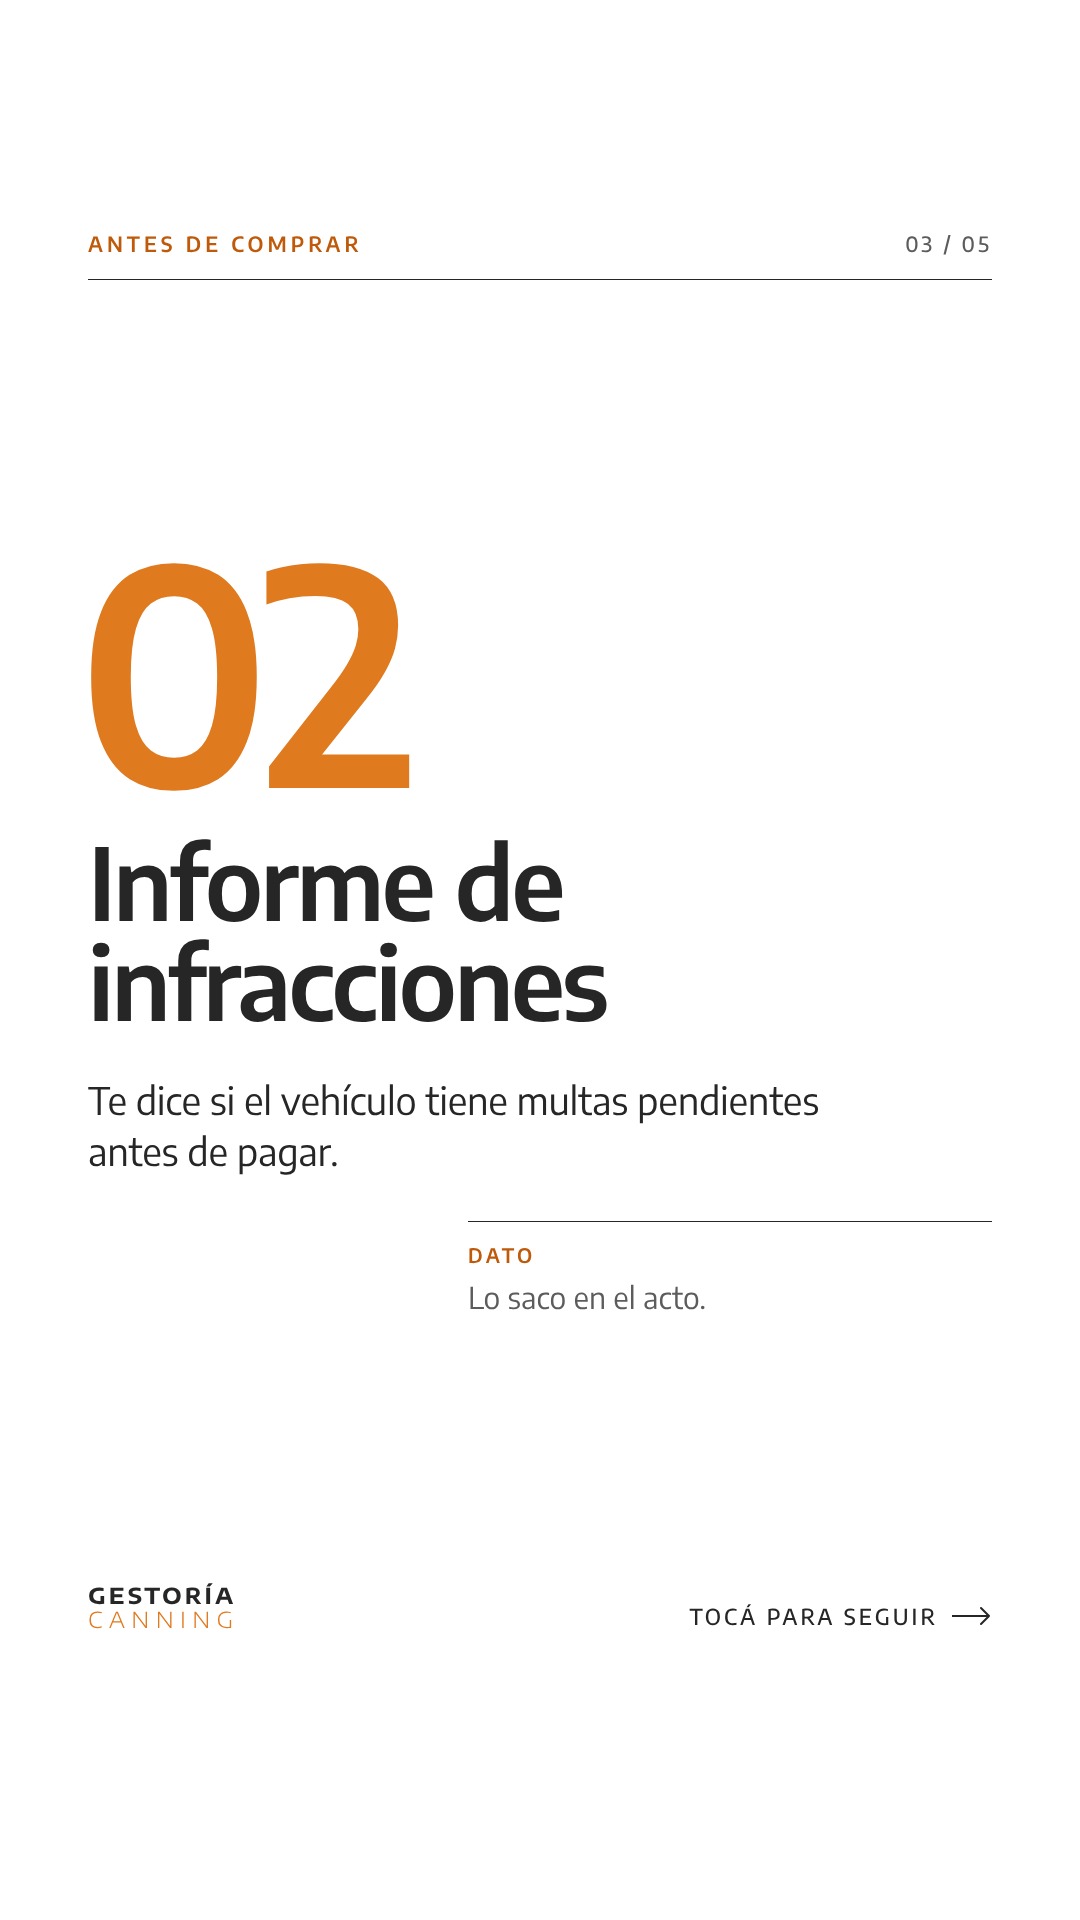 ANTES DE COMPRAR
03 / 05
02
Informe de
infracciones
Te dice si el vehículo tiene multas pendientes
antes de pagar.
DATO
Lo saco en el acto.
GESTORÍA
CANNING
TOCÁ PARA SEGUIR →